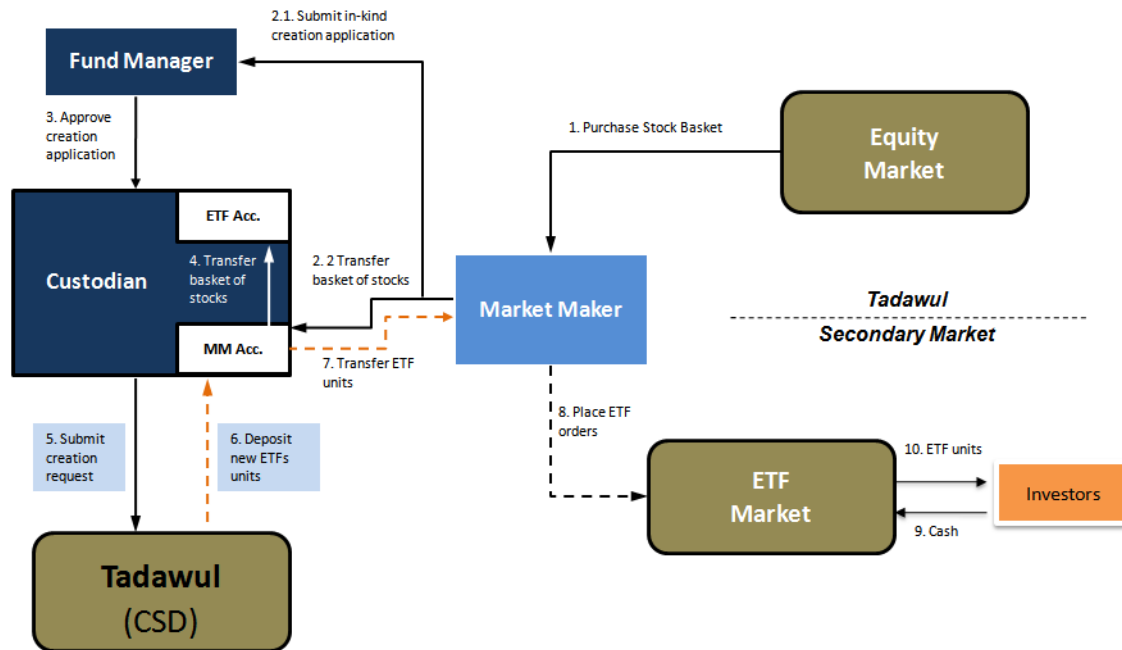 2.1. Submit in-kind
creation application
Fund Manager
3. Approve
creation
application
1. Purchase Stock Basket
Equity
Market
ETF Acc.
Custodian
4. Transfer
basket of
stocks
2. 2 Transfer
basket of stocks
MM Acc.
Market Maker
Tadawul
Secondary Market
7. Transfer ETF
units
5. Submit
creation
request
6. Deposit
new ETFs
units
8. Place ETF
orders
ETF
Market
10. ETF units
Investors
9. Cash
Tadawul
(CSD)